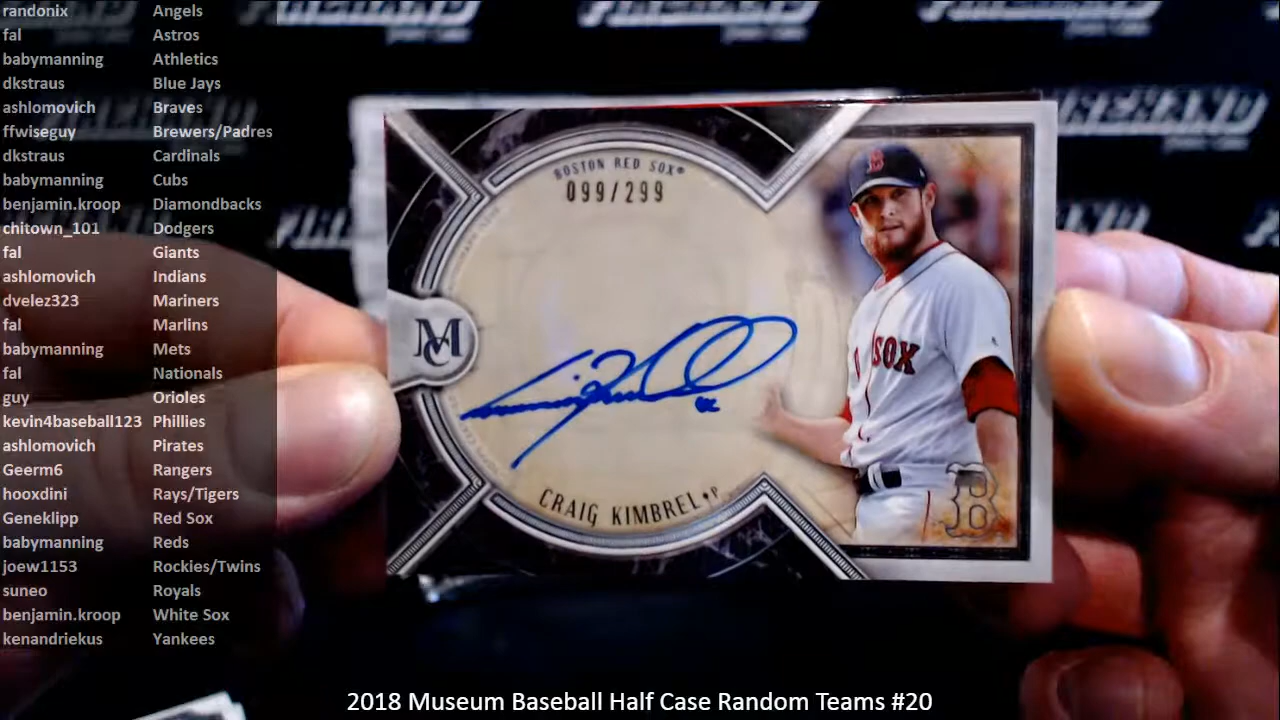 randonix Angels
fal Astros
babymanning Athletics
dkstraus Blue Jays
ashlomovich Braves
ffwiseguy Brewers/Padres
dkstraus Cardinals
babymanning Cubs
benjamin.kroop Diamondbacks
chitown_101 Dodgers
fal Giants
ashlomovich Indians
dvelez323 Mariners
fal Marlins
babymanning Mets
fal Nationals
guy Orioles
kevin4baseball123 Phillies
ashlomovich Pirates
Geerm6 Rangers
hooxdini Rays/Tigers
Geneklipp Red Sox
babymanning Reds
joew1153 Rockies/Twins
suneo Royals
benjamin.kroop White Sox
kenandriekus Yankees
BOSTON RED SOX®
099/299
B
SOX
MC
CRAIG KIMBREL • P
B
2018 Museum Baseball Half Case Random Teams #20